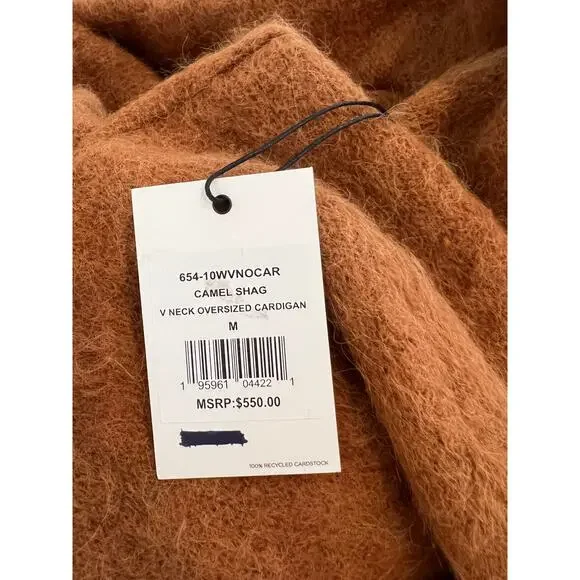 654-10WVNOCAR
CAMEL SHAG
V NECK OVERSIZED CARDIGAN
M
1 95961 04422 1
MSRP:$550.00
100% RECYCLED CARDSTOCK